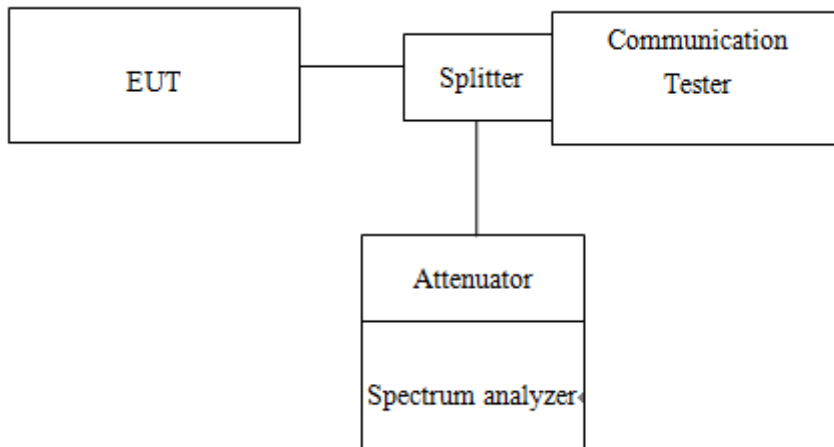 EUT
Splitter
Communication
Tester
Attenuator
Spectrum analyzer